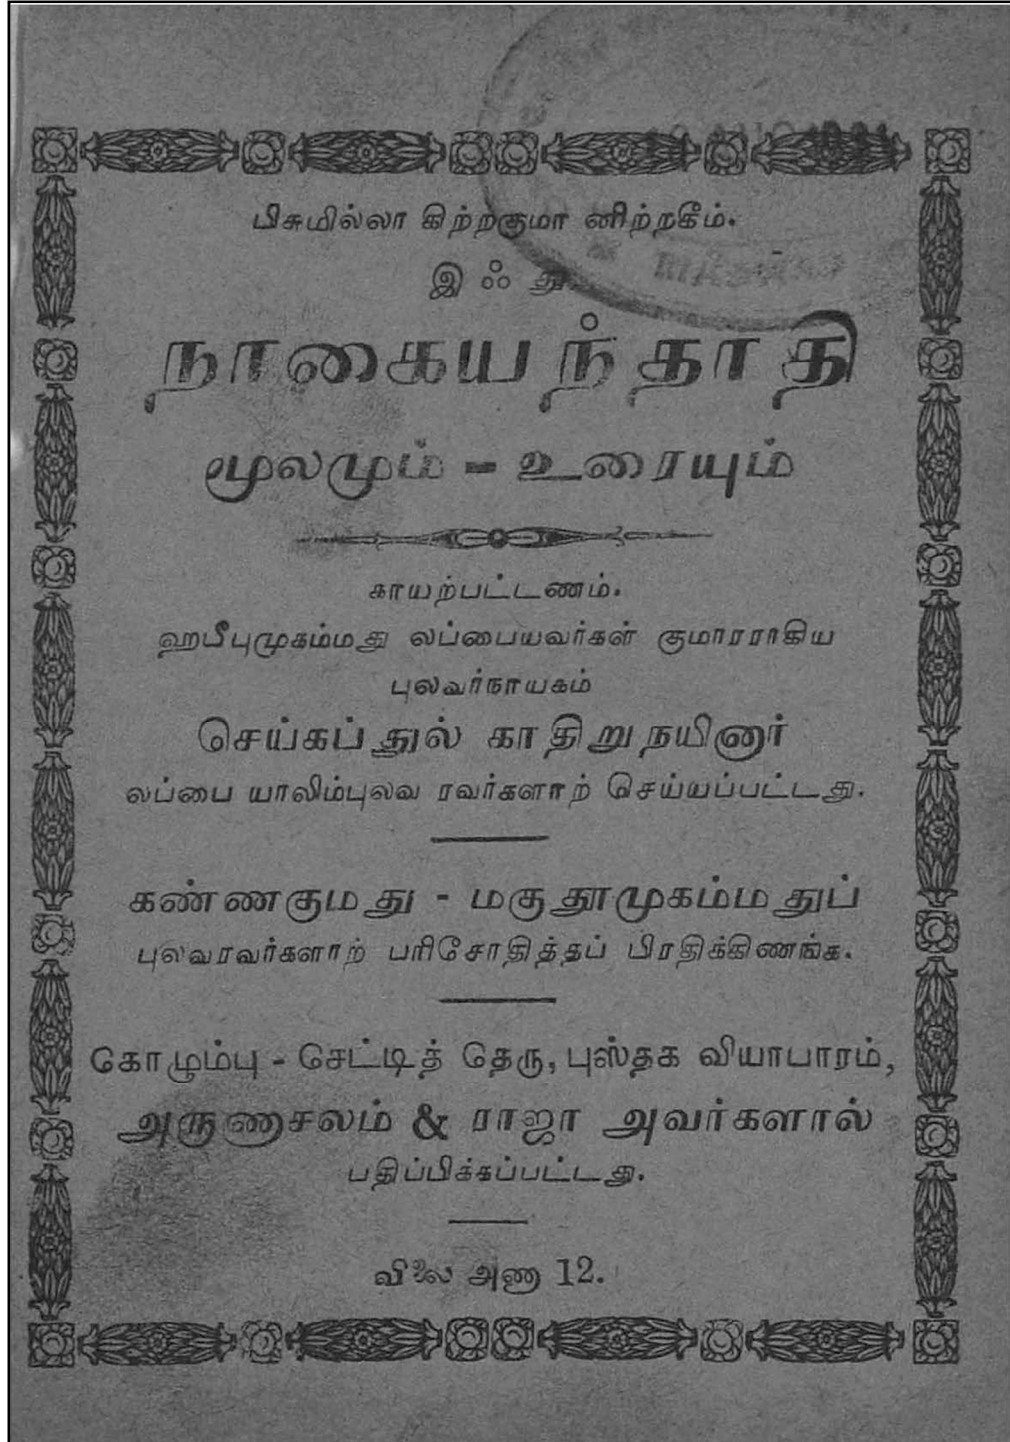 பிசுமில்லா கிற்றகுமா னிற்றகீம்.
இஃது.
நாகையந்தாதி
மூலமும் - உரையும்
காயற்பட்டணம்.
ஹபீபுமுகம்மது லப்பையவர்கள் குமாரராகிய
புலவர்நாயகம்
செய்கப்துல் காதிறுநயினார்
லப்பை யாலிம்புலவ ரவர்களாற் செய்யப்பட்டது.
கண்ணகுமது - மகுதூமுகம்மதுப்
புலவரவர்களாற் பரிசோதித்தப் பிரதிக்கிணங்க.
கொழும்பு - செட்டித் தெரு, புஸ்தக வியாபாரம்,
அருணாசலம் & ராஜா அவர்களால்
பதிப்பிக்கப்பட்டது.
விலை அணா 12.